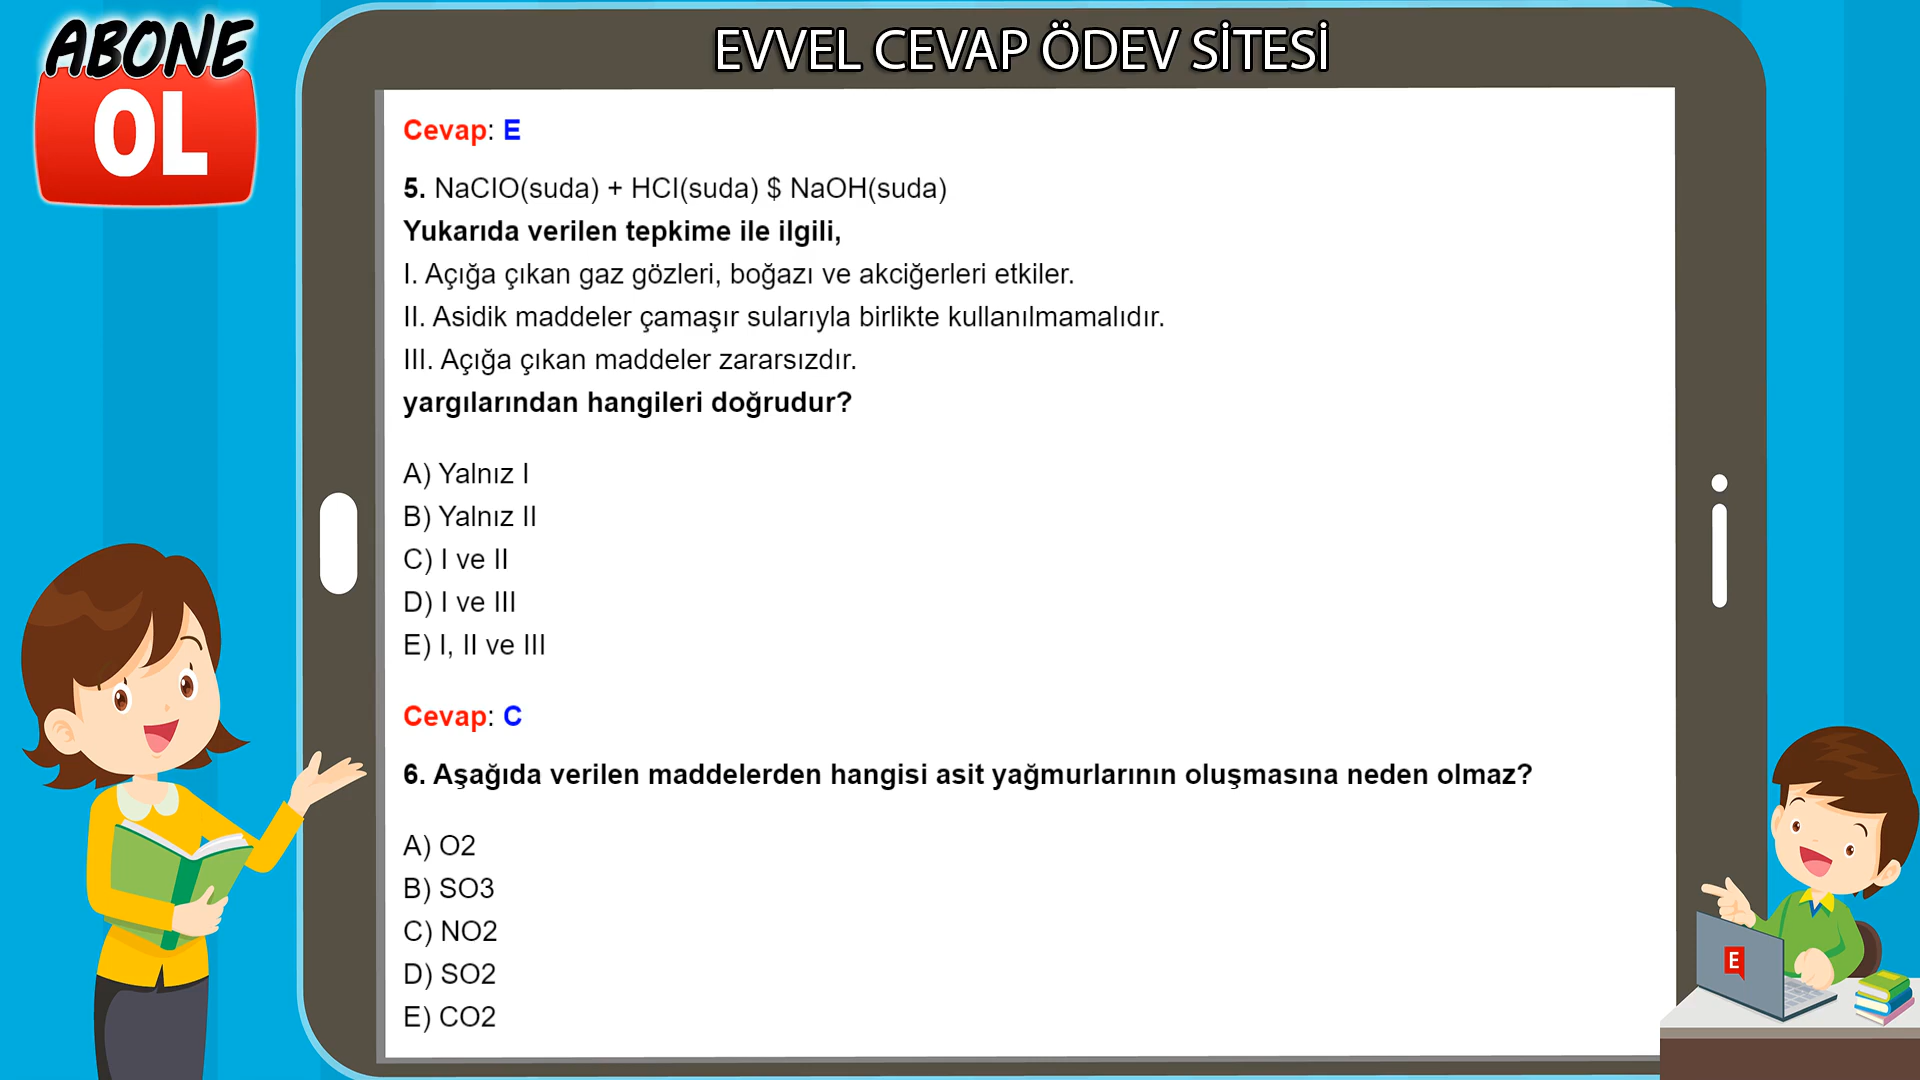 ABONE
OL
EVVEL CEVAP ÖDEV SİTESİ
Cevap: E
5. NaClO(suda) + HCl(suda) $ NaOH(suda)
Yukarıda verilen tepkime ile ilgili,
I. Açığa çıkan gaz gözleri, boğazı ve akciğerleri etkiler.
II. Asidik maddeler çamaşır sularıyla birlikte kullanılmamalıdır.
III. Açığa çıkan maddeler zararsızdır.
yargılarından hangileri doğrudur?
A) Yalnız I
B) Yalnız II
C) I ve II
D) I ve III
E) I, II ve III
Cevap: C
6. Aşağıda verilen maddelerden hangisi asit yağmurlarının oluşmasına neden olmaz?
A) O2
B) SO3
C) NO2
D) SO2
E) CO2
E